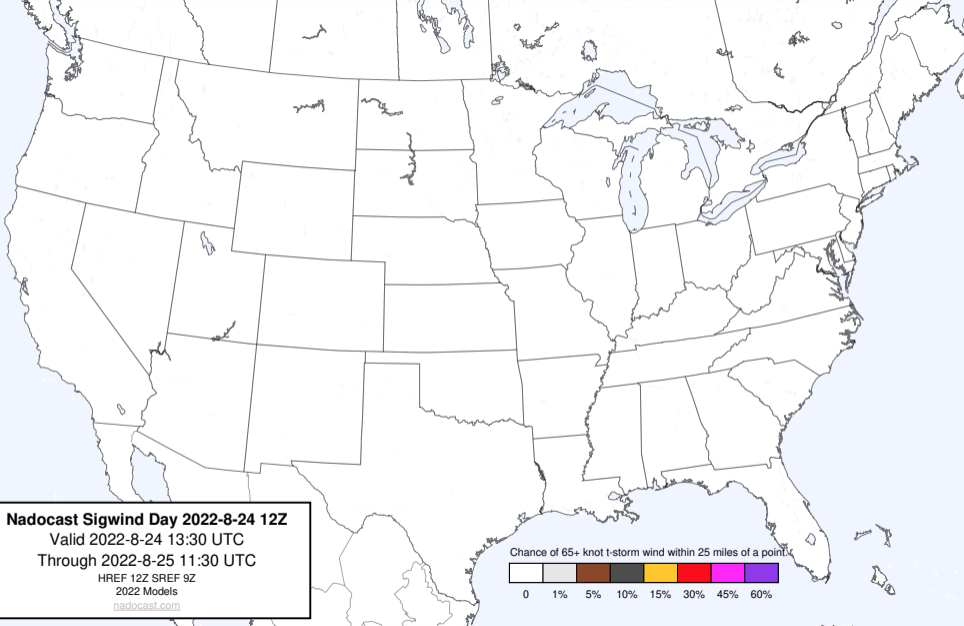 Nadocast Sigwind Day 2022-8-24 12Z
Valid 2022-8-24 13:30 UTC
Through 2022-8-25 11:30 UTC
HREF 12Z SREF 9Z
2022 Models
nadocast.com
Chance of 65+ knot t-storm wind within 25 miles of a point.
0 1% 5% 10% 15% 30% 45% 60%